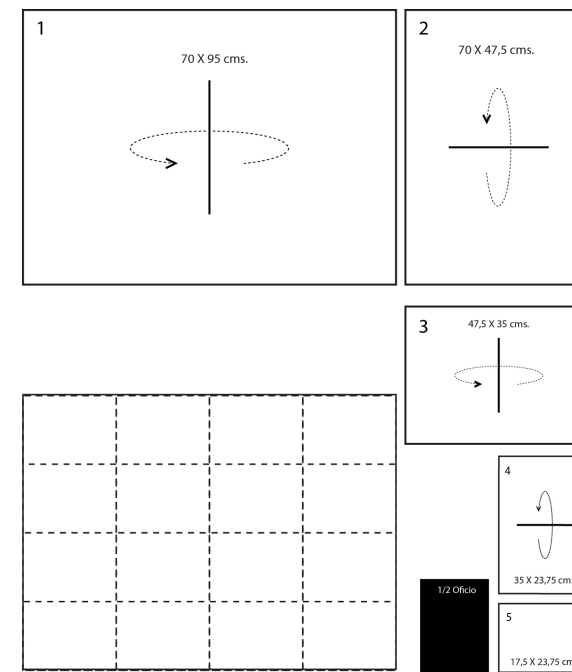 1
70 X 95 cms.
2
70 X 47,5 cms.
3
47,5 X 35 cms.
4
35 X 23,75 cms
1/2 Oficio
5
17,5 X 23,75 cm